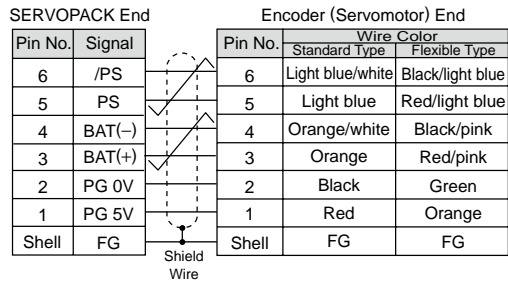 SERVOPACK End Encoder (Servomotor) End
Pin No. Signal Pin No. Wire Color
Standard Type Flexible Type
6 /PS 6 Light blue/white Black/light blue
5 PS 5 Light blue Red/light blue
4 BAT(−) 4 Orange/white Black/pink
3 BAT(+) 3 Orange Red/pink
2 PG 0V 2 Black Green
1 PG 5V 1 Red Orange
Shell FG Shell FG FG
Shield
Wire